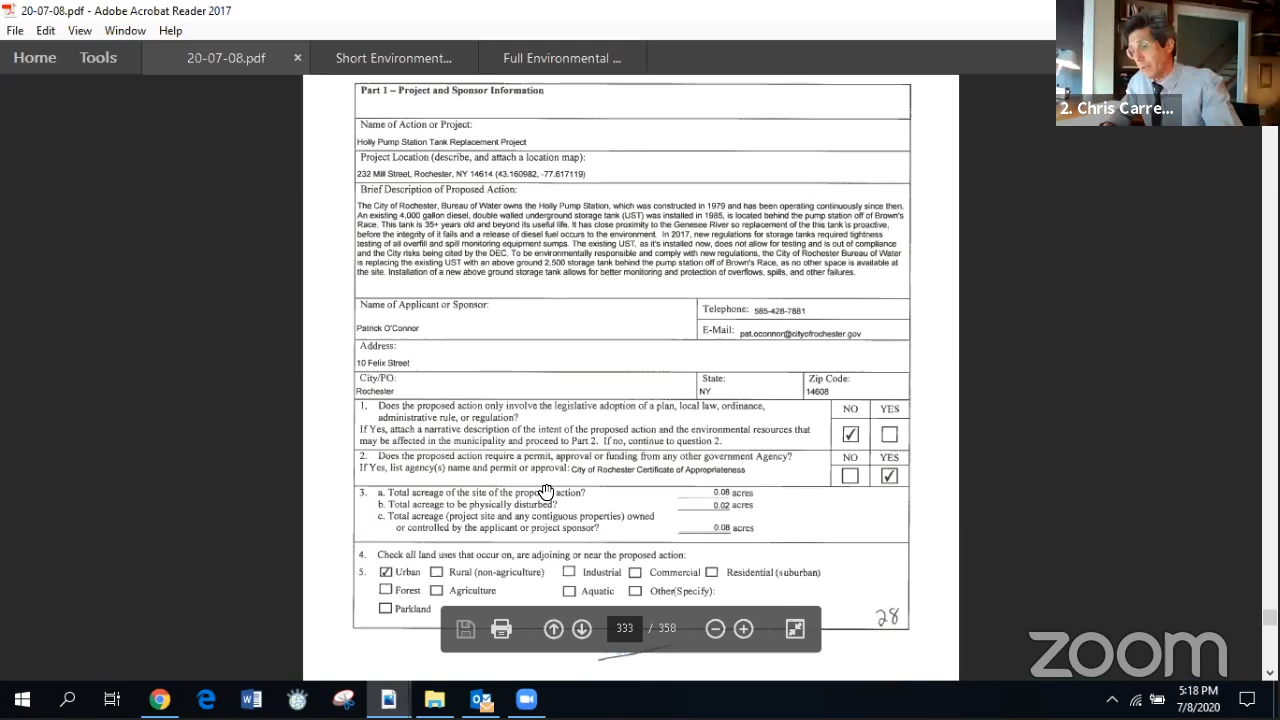 20-07-08.pdf - Adobe Acrobat Reader 2017
File Edit View Window Help
Home Tools 20-07-08.pdf × Short Environment... Full Environmental ...
2. Chris Carre...
Part 1 – Project and Sponsor Information
Name of Action or Project:
Holly Pump Station Tank Replacement Project
Project Location (describe, and attach a location map):
232 Mill Street, Rochester, NY 14614 (43.160982, -77.617119)
Brief Description of Proposed Action:
The City of Rochester, Bureau of Water owns the Holly Pump Station, which was constructed in 1979 and has been operating continuously since then.
An existing 4,000 gallon diesel, double walled underground storage tank (UST) was installed in 1985, is located behind the pump station off of Brown's
Race. This tank is 35+ years old and beyond its useful life. It has close proximity to the Genesee River so replacement of the this tank is proactive,
before the integrity of it fails and a release of diesel fuel occurs to the environment. In 2017, new regulations for storage tanks required tightness
testing of all overfill and spill monitoring equipment sumps. The existing UST, as it's installed now, does not allow for testing and is out of compliance
and the City risks being cited by the DEC. To be environmentally responsible and comply with new regulations, the City of Rochester Bureau of Water
is replacing the existing UST with an above ground 2,500 storage tank behind the pump station off of Brown's Race, as no other space is available at
the site. Installation of a new above ground storage tank allows for better monitoring and protection of overflows, spills, and other failures.
Name of Applicant or Sponsor:
Patrick O'Connor
Telephone: 585-428-7881
E-Mail: pat.oconnor@cityofrochester.gov
Address:
10 Felix Street
City/PO: State: Zip Code:
Rochester NY 14608
1. Does the proposed action only involve the legislative adoption of a plan, local law, ordinance,
administrative rule, or regulation?
If Yes, attach a narrative description of the intent of the proposed action and the environmental resources that
may be affected in the municipality and proceed to Part 2. If no, continue to question 2.
NO YES
2. Does the proposed action require a permit, approval or funding from any other government Agency?
If Yes, list agency(s) name and permit or approval: City of Rochester Certificate of Appropriateness
NO YES
3. a. Total acreage of the site of the proposed action? 0.08 acres
b. Total acreage to be physically disturbed? 0.02 acres
c. Total acreage (project site and any contiguous properties) owned
or controlled by the applicant or project sponsor? 0.08 acres
4. Check all land uses that occur on, are adjoining or near the proposed action:
5. Urban Rural (non-agriculture) Industrial Commercial Residential (suburban)
Forest Agriculture Aquatic Other(Specify):
Parkland
28
333 / 358
zoom
5:18 PM
7/8/2020